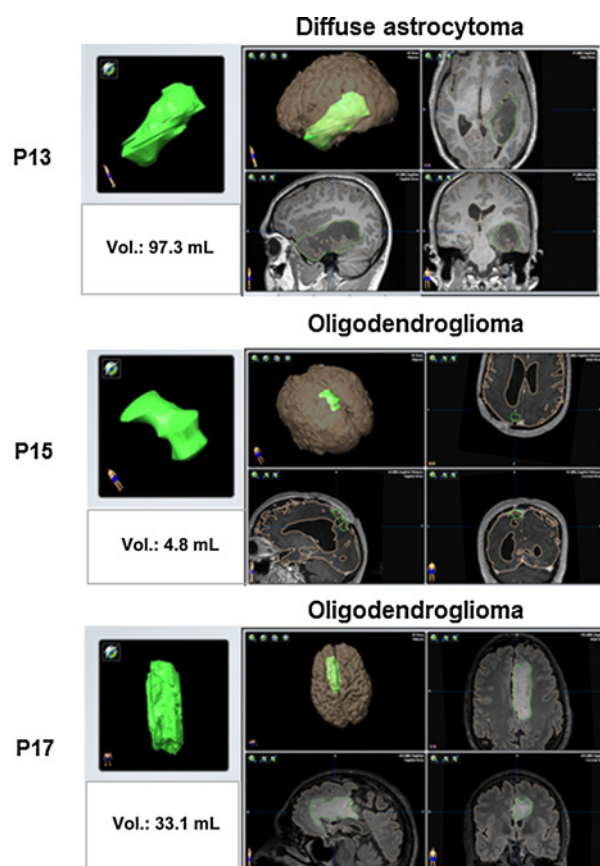 Diffuse astrocytoma
P13
Vol.: 97.3 mL
Oligodendroglioma
P15
Vol.: 4.8 mL
Oligodendroglioma
P17
Vol.: 33.1 mL